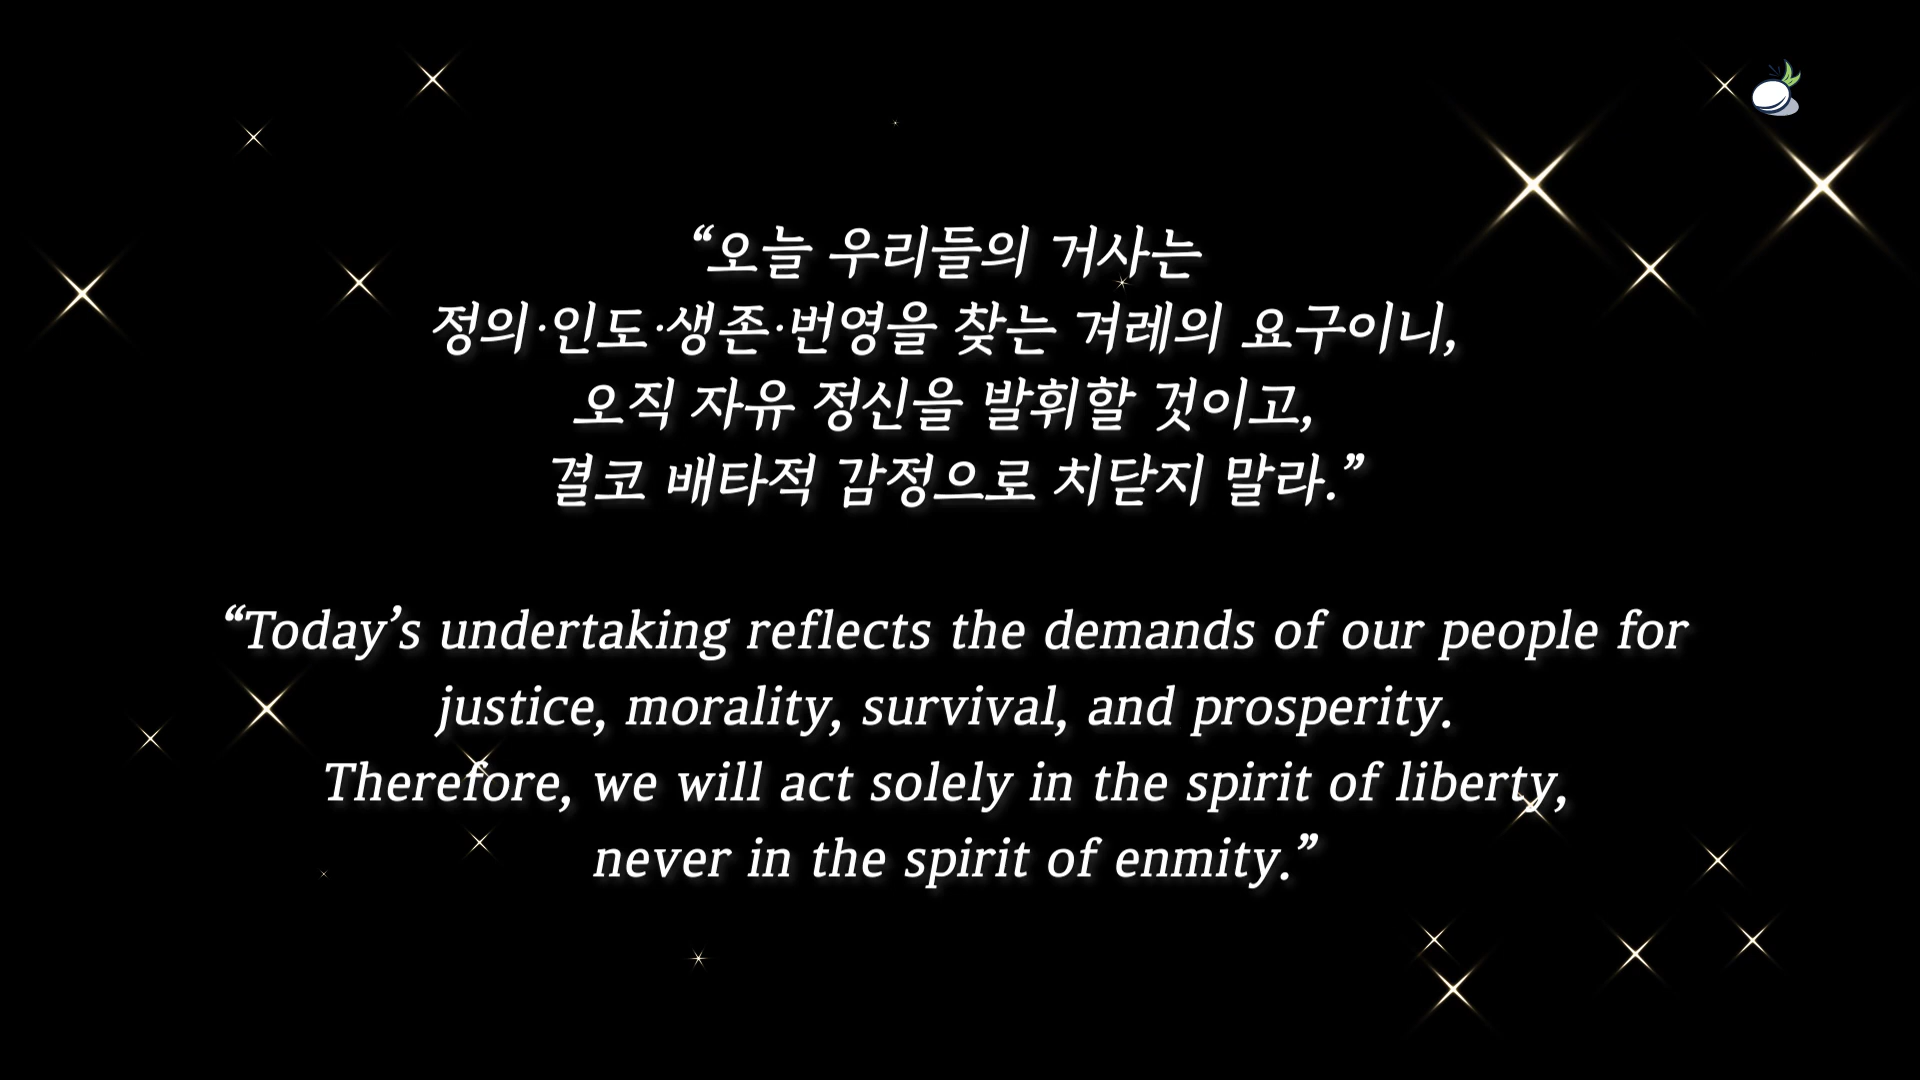 “오늘 우리들의 거사는
정의·인도·생존·번영을 찾는 겨레의 요구이니,
오직 자유 정신을 발휘할 것이고,
결코 배타적 감정으로 치닫지 말라.”
“Today’s undertaking reflects the demands of our people for
justice, morality, survival, and prosperity.
Therefore, we will act solely in the spirit of liberty,
never in the spirit of enmity.”